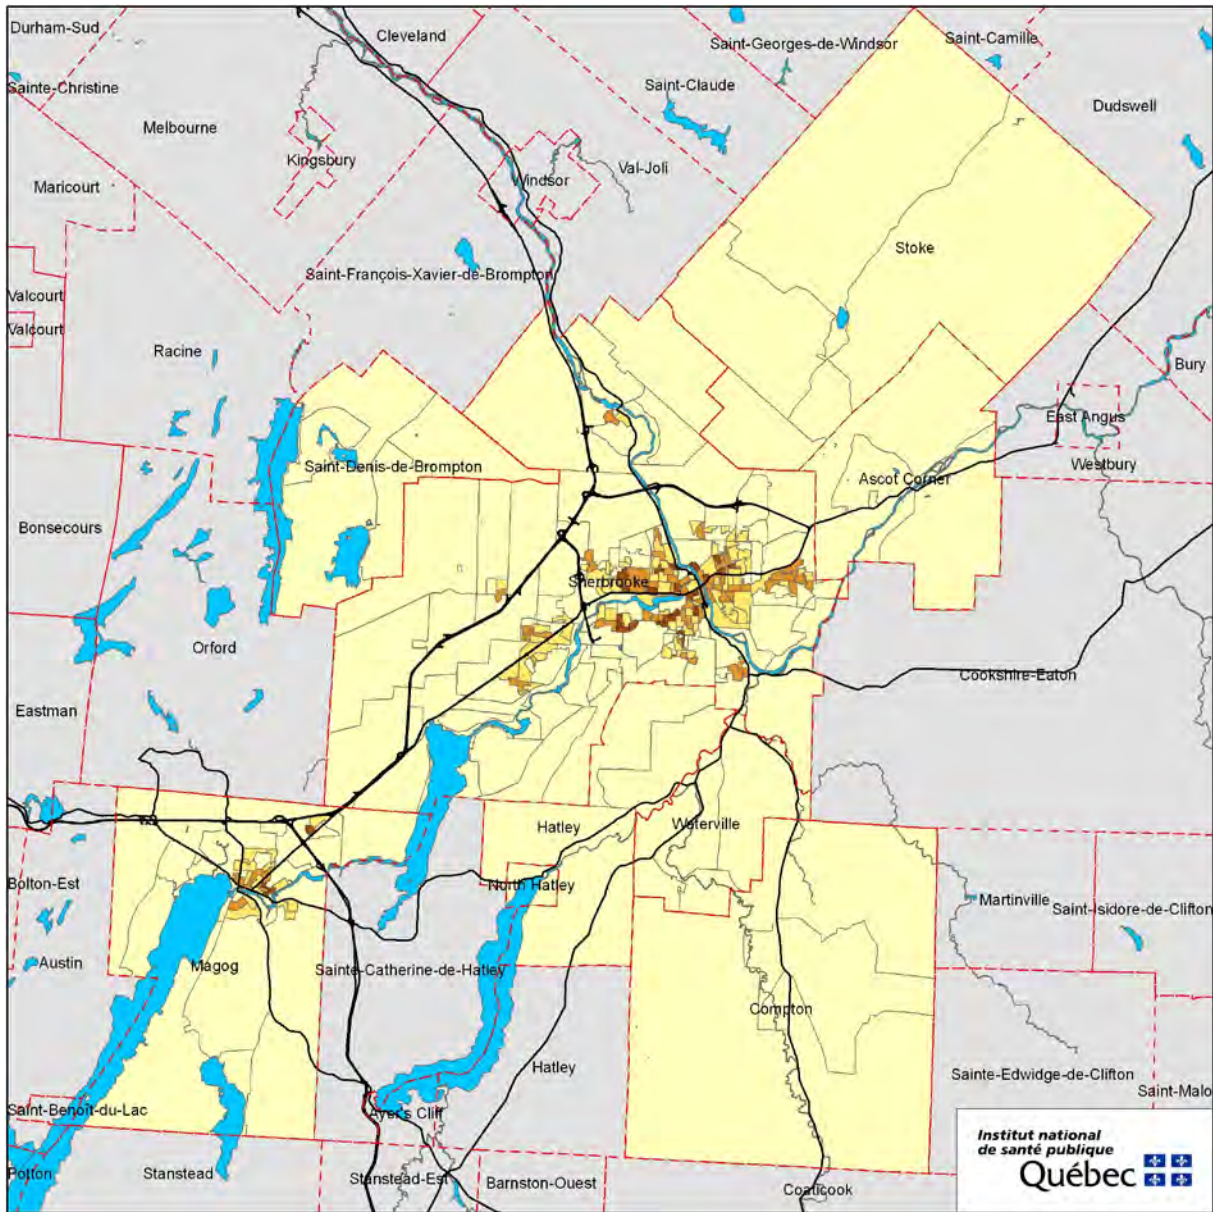 Durham-Sud
Cleveland
Saint-Georges-de-Windsor
Saint-Camille
Sainte-Christine
Saint-Claude
Dudswell
Melbourne
Kingsbury
Windsor
Val-Joli
Maricourt
Stoke
Saint-François-Xavier-de-Brompton
Valcourt
Valcourt
Racine
Bury
East Angus
Saint-Denis-de-Brompton
Westbury
Ascot Corner
Bonsecours
Sherbrooke
Orford
Cookshire-Eaton
Eastman
Hatley
Waterville
Bolton-Est
North Hatley
Martinville
Saint-Isidore-de-Clifton
Austin
Magog
Sainte-Catherine-de-Hatley
Compton
Hatley
Sainte-Edwidge-de-Clifton
Saint-Malo
Saint-Benoît-du-Lac
Ayer's Cliff
Potton
Stanstead
Stanstead-Est
Barnston-Ouest
Coaticook
Institut national
de santé publique
Québec